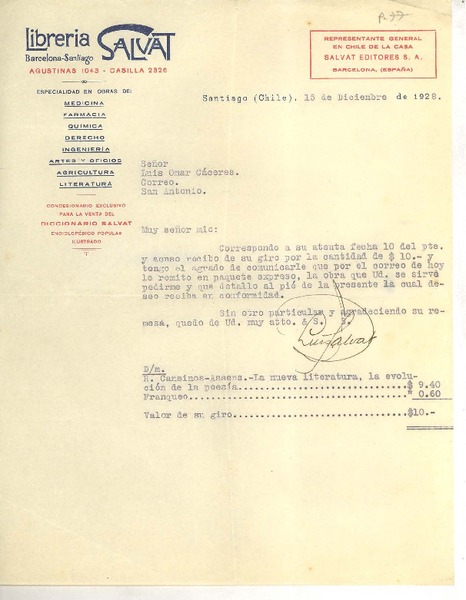 Libreria
SALVAT
Barcelona-Santiago
AGUSTINAS 1043 - CASILLA 2326
ESPECIALIDAD EN OBRAS DE:
MEDICINA
FARMACIA
QUÍMICA
DERECHO
INGENIERÍA
ARTES Y OFICIOS
AGRICULTURA
LITERATURA
CONCESIONARIO EXCLUSIVO
PARA LA VENTA DEL
DICCIONARIO SALVAT
ENCICLOPÉDICO POPULAR
ILUSTRADO
REPRESENTANTE GENERAL
EN CHILE DE LA CASA
SALVAT EDITORES S. A.
BARCELONA, (ESPAÑA)
Santiago (Chile), 15 de Diciembre de 1928.
Señor
Luis Omar Cáceres.
Correo.
San Antonio.
Muy señor mio:
Correspondo a su atenta fecha 10 del pte.
y acuso recibo de su giro por la cantidad de $ 10.- y
tengo el agrado de comunicarle que por el correo de hoy
le remito en paquete expreso, la obra que Ud. se sirvé
pedirme y que detallo al pié de la presente la cual de-
seo reciba en conformidad.
Sin otro particular y agradeciendo su re-
mesa, quedo de Ud. muy atto. & S. S.
Luis Salvat
D/m.
R. Cansinos-Assens.-La nueva literatura, la evolu-
ción de la poesía.......................$ 9.40
Franqueo................................" 0.60
Valor de su giro........................$10.-